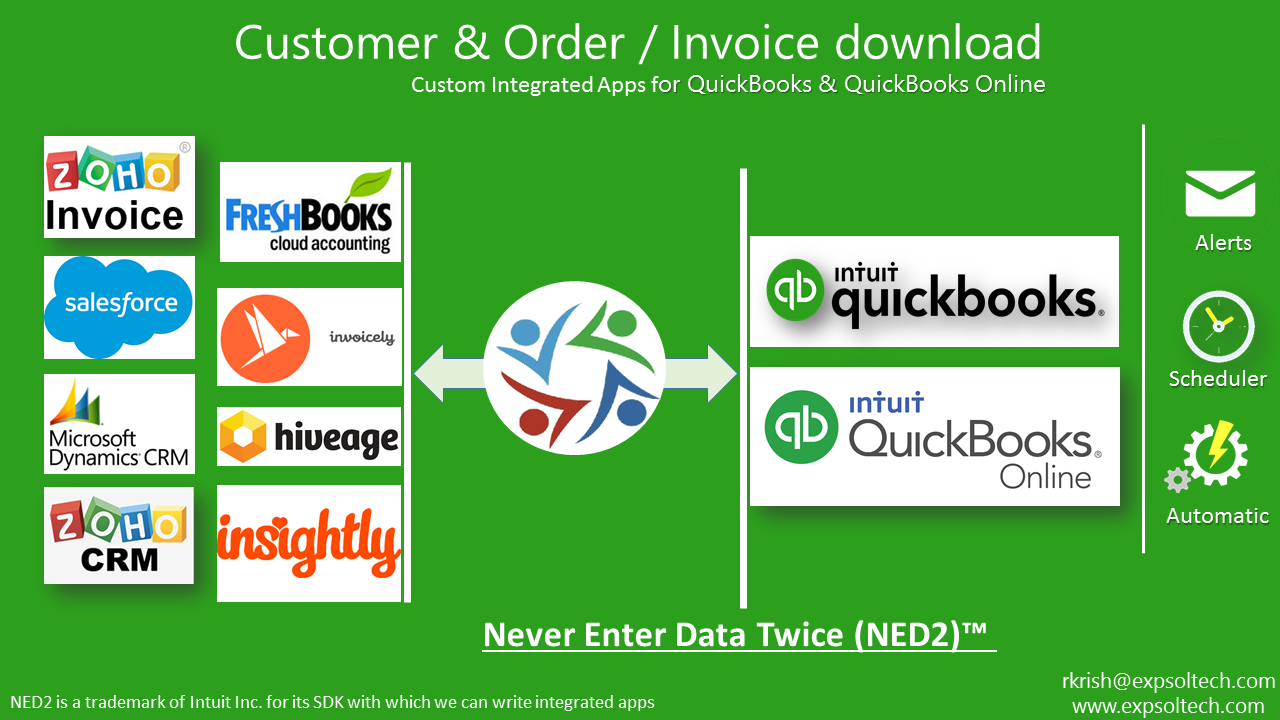 Customer & Order / Invoice download
Custom Integrated Apps for QuickBooks & QuickBooks Online
ZOHO ®
Invoice
salesforce
Microsoft
Dynamics CRM
ZOHO
CRM
FRESHBOOKS
cloud accounting
invoicely
hiveage
insightly
qb intuit
quickbooks®
qb intuit
QuickBooks®
Online
Alerts
Scheduler
Automatic
Never Enter Data Twice (NED2)™
NED2 is a trademark of Intuit Inc. for its SDK with which we can write integrated apps
rkrish@expsoltech.com
www.expsoltech.com